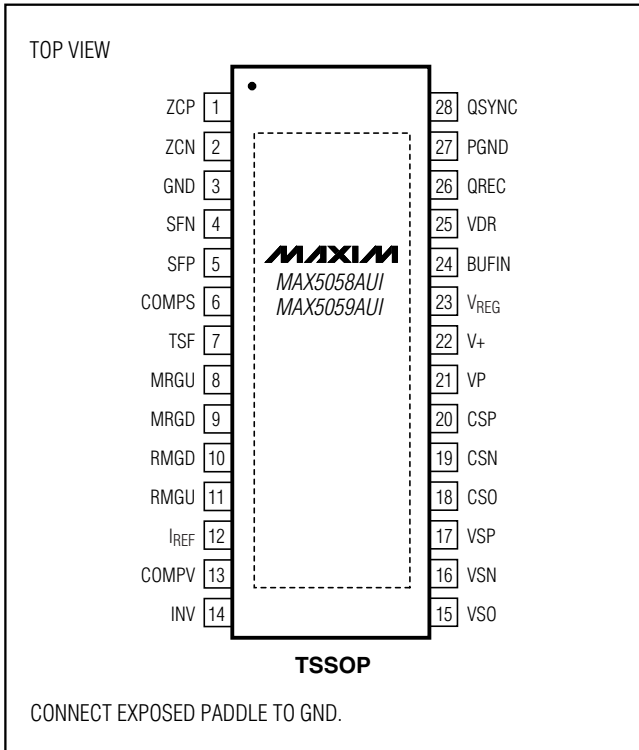 TOP VIEW
ZCP 1
ZCN 2
GND 3
SFN 4
SFP 5
COMPS 6
TSF 7
MRGU 8
MRGD 9
RMGD 10
RMGU 11
IREF 12
COMPV 13
INV 14
MAXIM
MAX5058AUI
MAX5059AUI
28 QSYNC
27 PGND
26 QREC
25 VDR
24 BUFIN
23 VREG
22 V+
21 VP
20 CSP
19 CSN
18 CSO
17 VSP
16 VSN
15 VSO
TSSOP
CONNECT EXPOSED PADDLE TO GND.